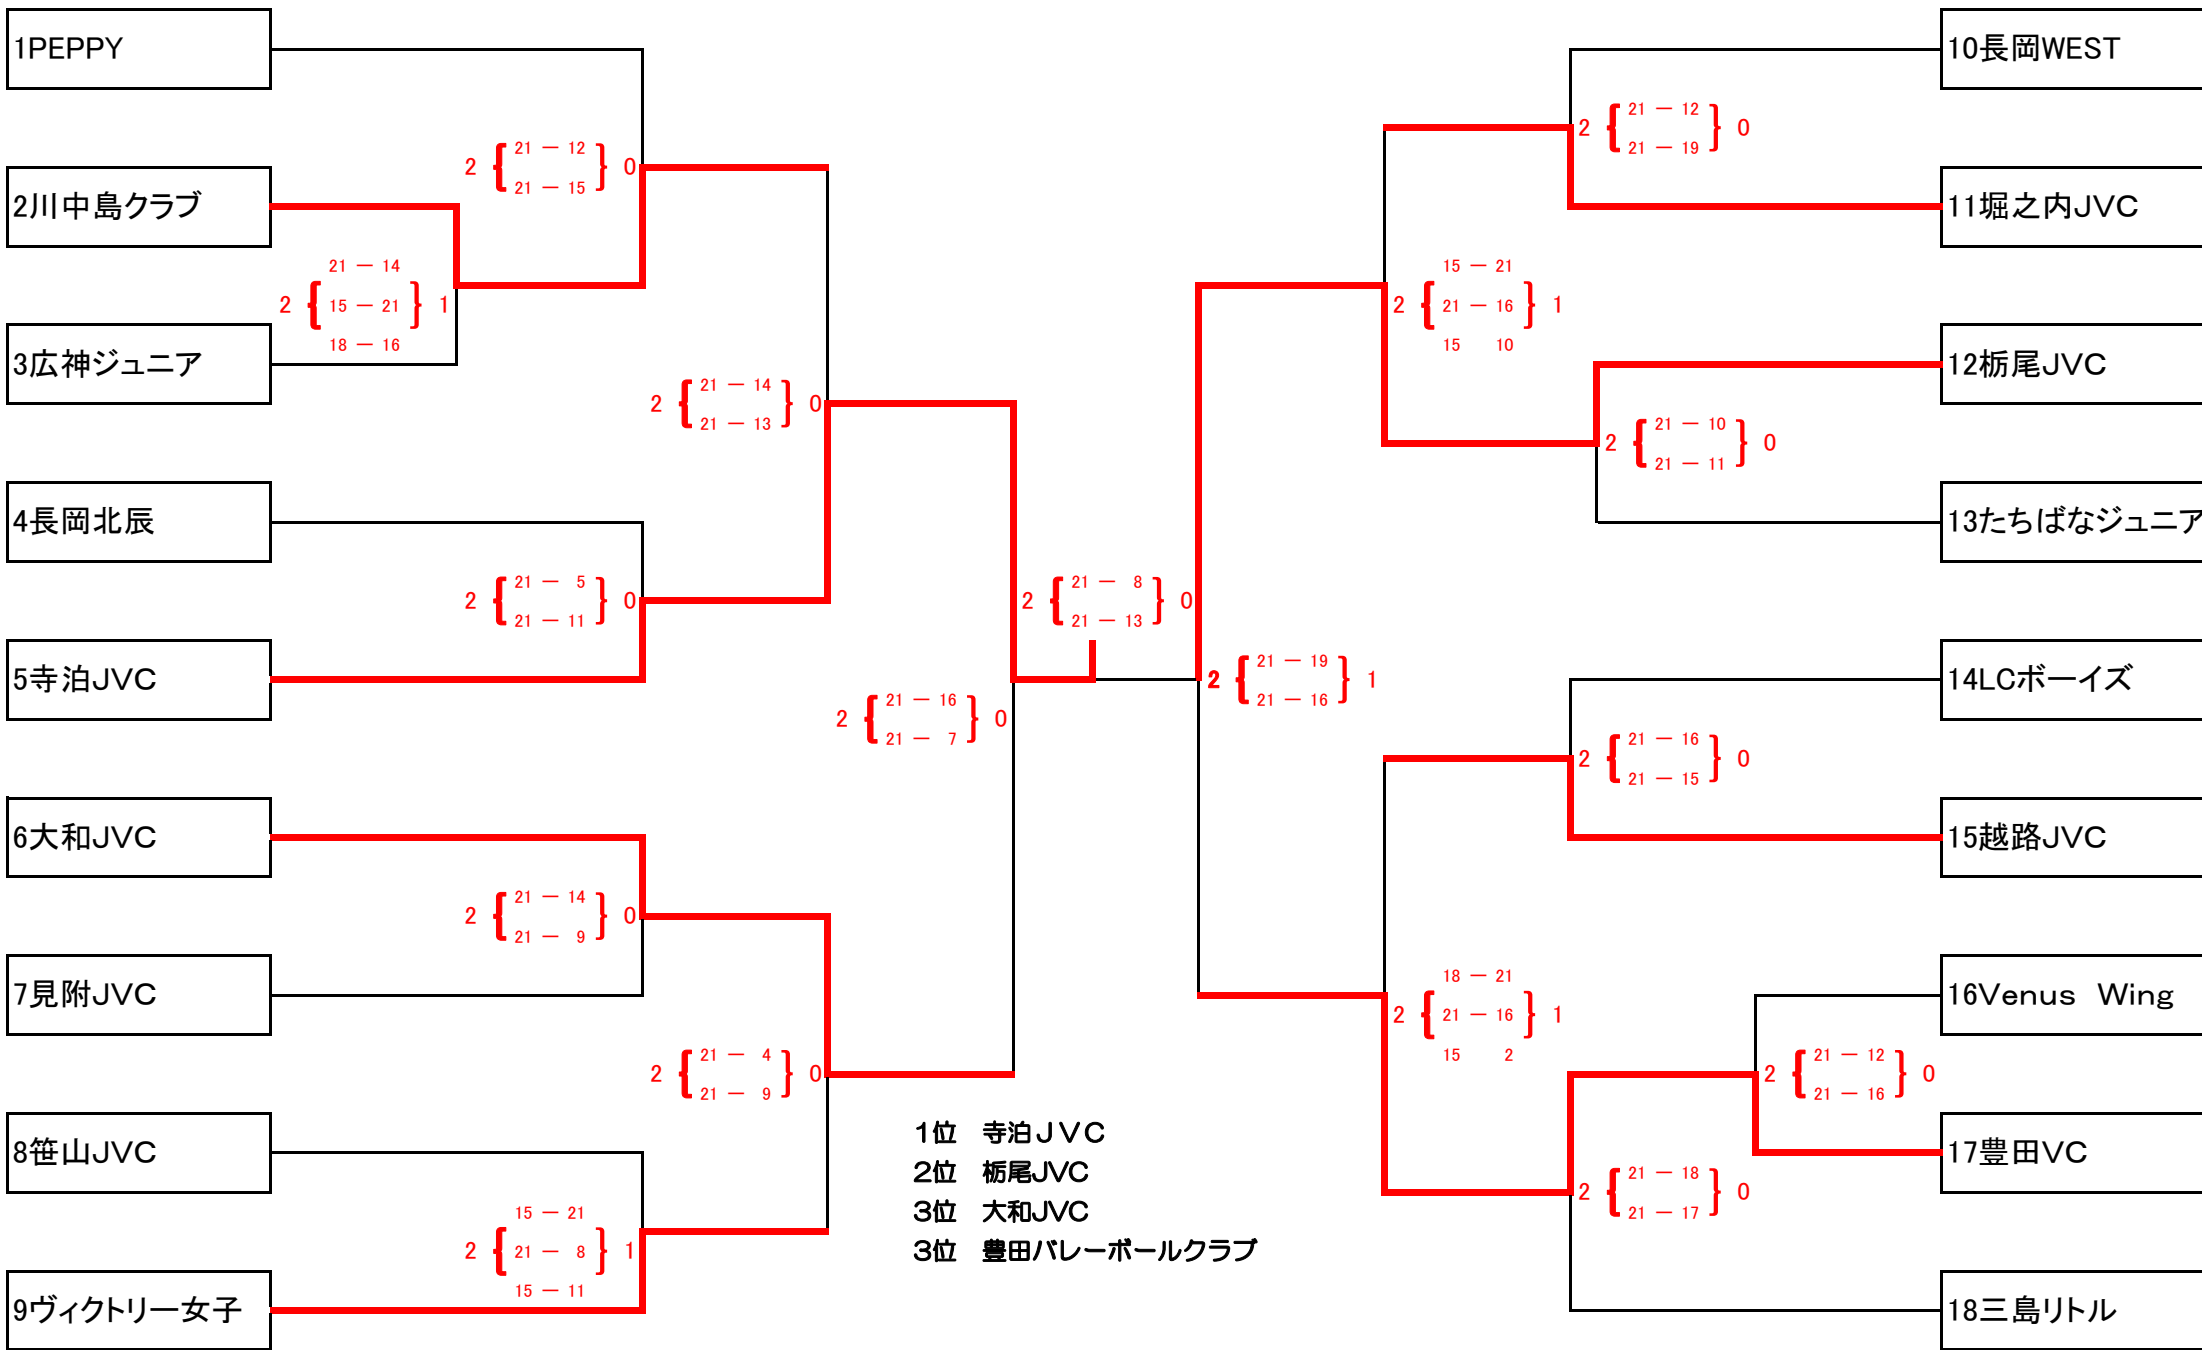 1PEPPY
10長岡WEST
21 － 12
2 { } 0
21 － 19
21 － 12
2 { } 0
21 － 15
2川中島クラブ
11堀之内JVC
21 － 14
2 { 15 － 21 } 1
18 － 16
15 － 21
2 { 21 － 16 } 1
15 10
3広神ジュニア
12栃尾JVC
21 － 14
2 { } 0
21 － 13
21 － 10
2 { } 0
21 － 11
4長岡北辰
13たちばなジュニア
21 － 5
2 { } 0
21 － 11
21 － 8
2 { } 0
21 － 13
5寺泊JVC
21 － 19
2 { } 1
21 － 16
14LCボーイズ
21 － 16
2 { } 0
21 － 7
21 － 16
2 { } 0
21 － 15
6大和JVC
15越路JVC
21 － 14
2 { } 0
21 － 9
7見附JVC
18 － 21
2 { 21 － 16 } 1
15 2
16Venus Wing
21 － 4
2 { } 0
21 － 9
21 － 12
2 { } 0
21 － 16
8笹山JVC
17豊田VC
1位 寺泊JVC
2位 栃尾JVC
3位 大和JVC
3位 豊田バレーボールクラブ
21 － 18
2 { } 0
21 － 17
15 － 21
2 { 21 － 8 } 1
15 － 11
9ヴィクトリー女子
18三島リトル